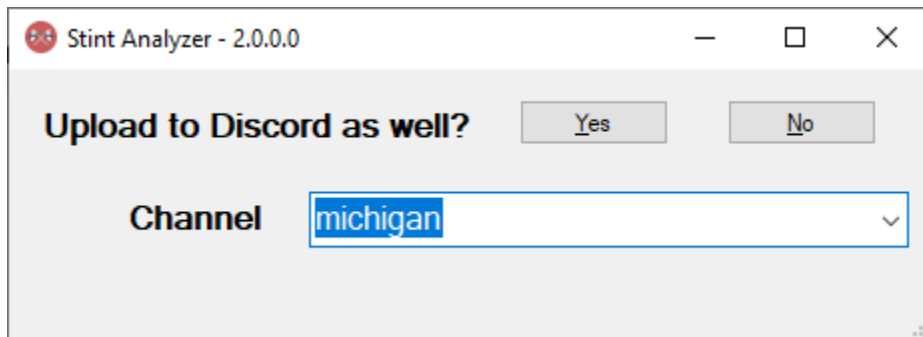 Stint Analyzer - 2.0.0.0
Upload to Discord as well? Yes No
Channel michigan